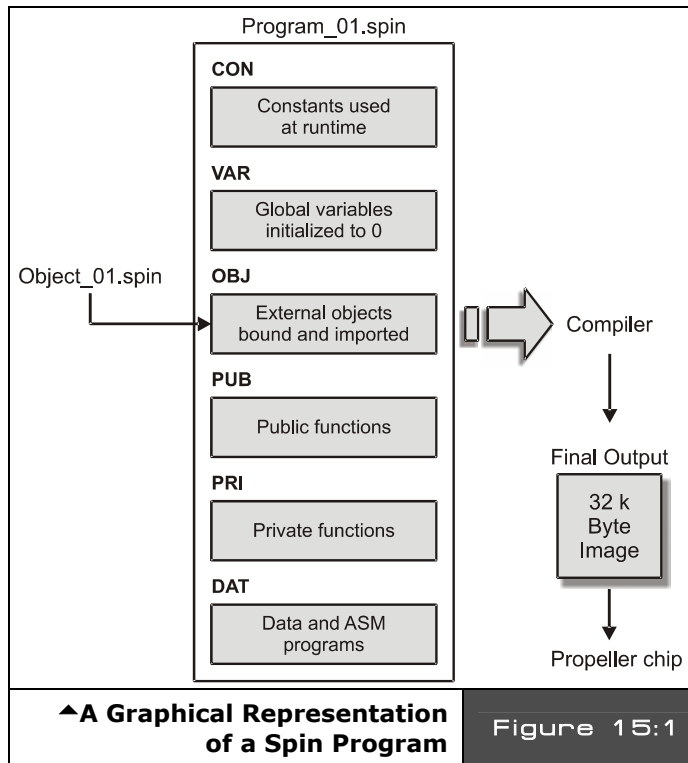 Program_01.spin
CON
Constants used
at runtime
VAR
Global variables
initialized to 0
Object_01.spin
OBJ
External objects
bound and imported
Compiler
PUB
Public functions
Final Output
32 k
Byte
Image
PRI
Private functions
DAT
Data and ASM
programs
Propeller chip
▲A Graphical Representation
of a Spin Program
Figure 15:1